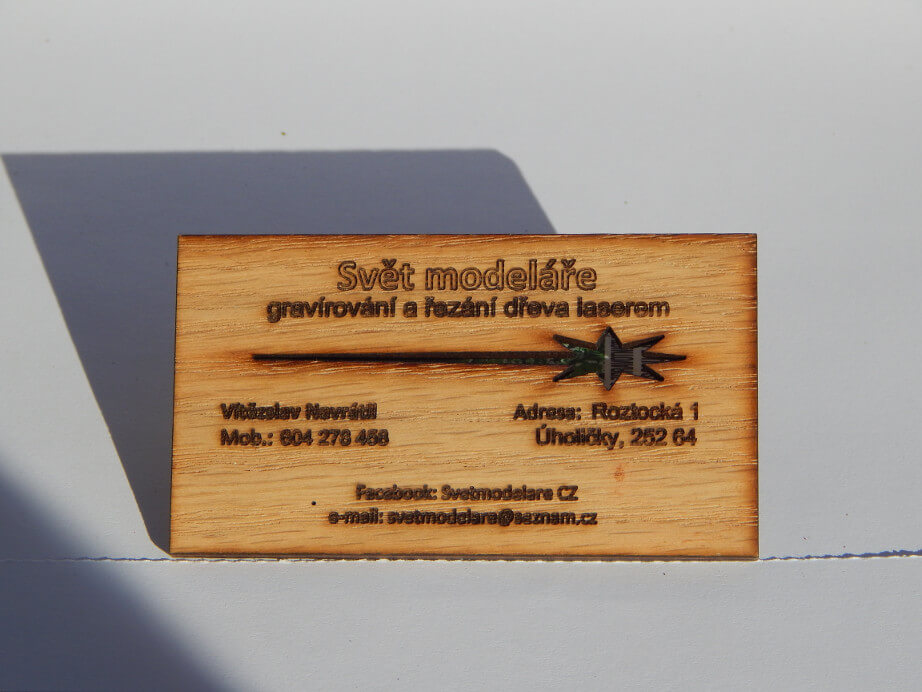 Svět modeláře
gravírování a řezání dřeva laserem
Vítězslav Navrátil
Mob.: 604 278 458
Adresa: Roztocká 1
Úholičky, 252 64
Facebook: Svetmodelare CZ
e-mail: svetmodelare@seznam.cz